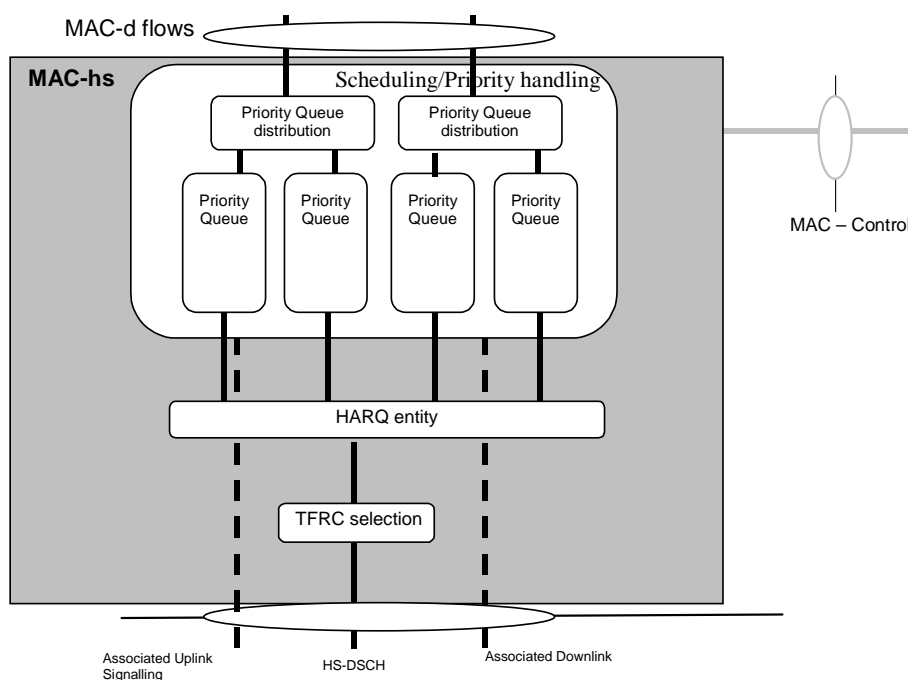 MAC-d flows
MAC-hs
Scheduling/Priority handling
Priority Queue
distribution
Priority Queue
distribution
Priority
Queue
Priority
Queue
Priority
Queue
Priority
Queue
MAC – Control
HARQ entity
TFRC selection
Associated Uplink
Signalling
HS-DSCH
Associated Downlink